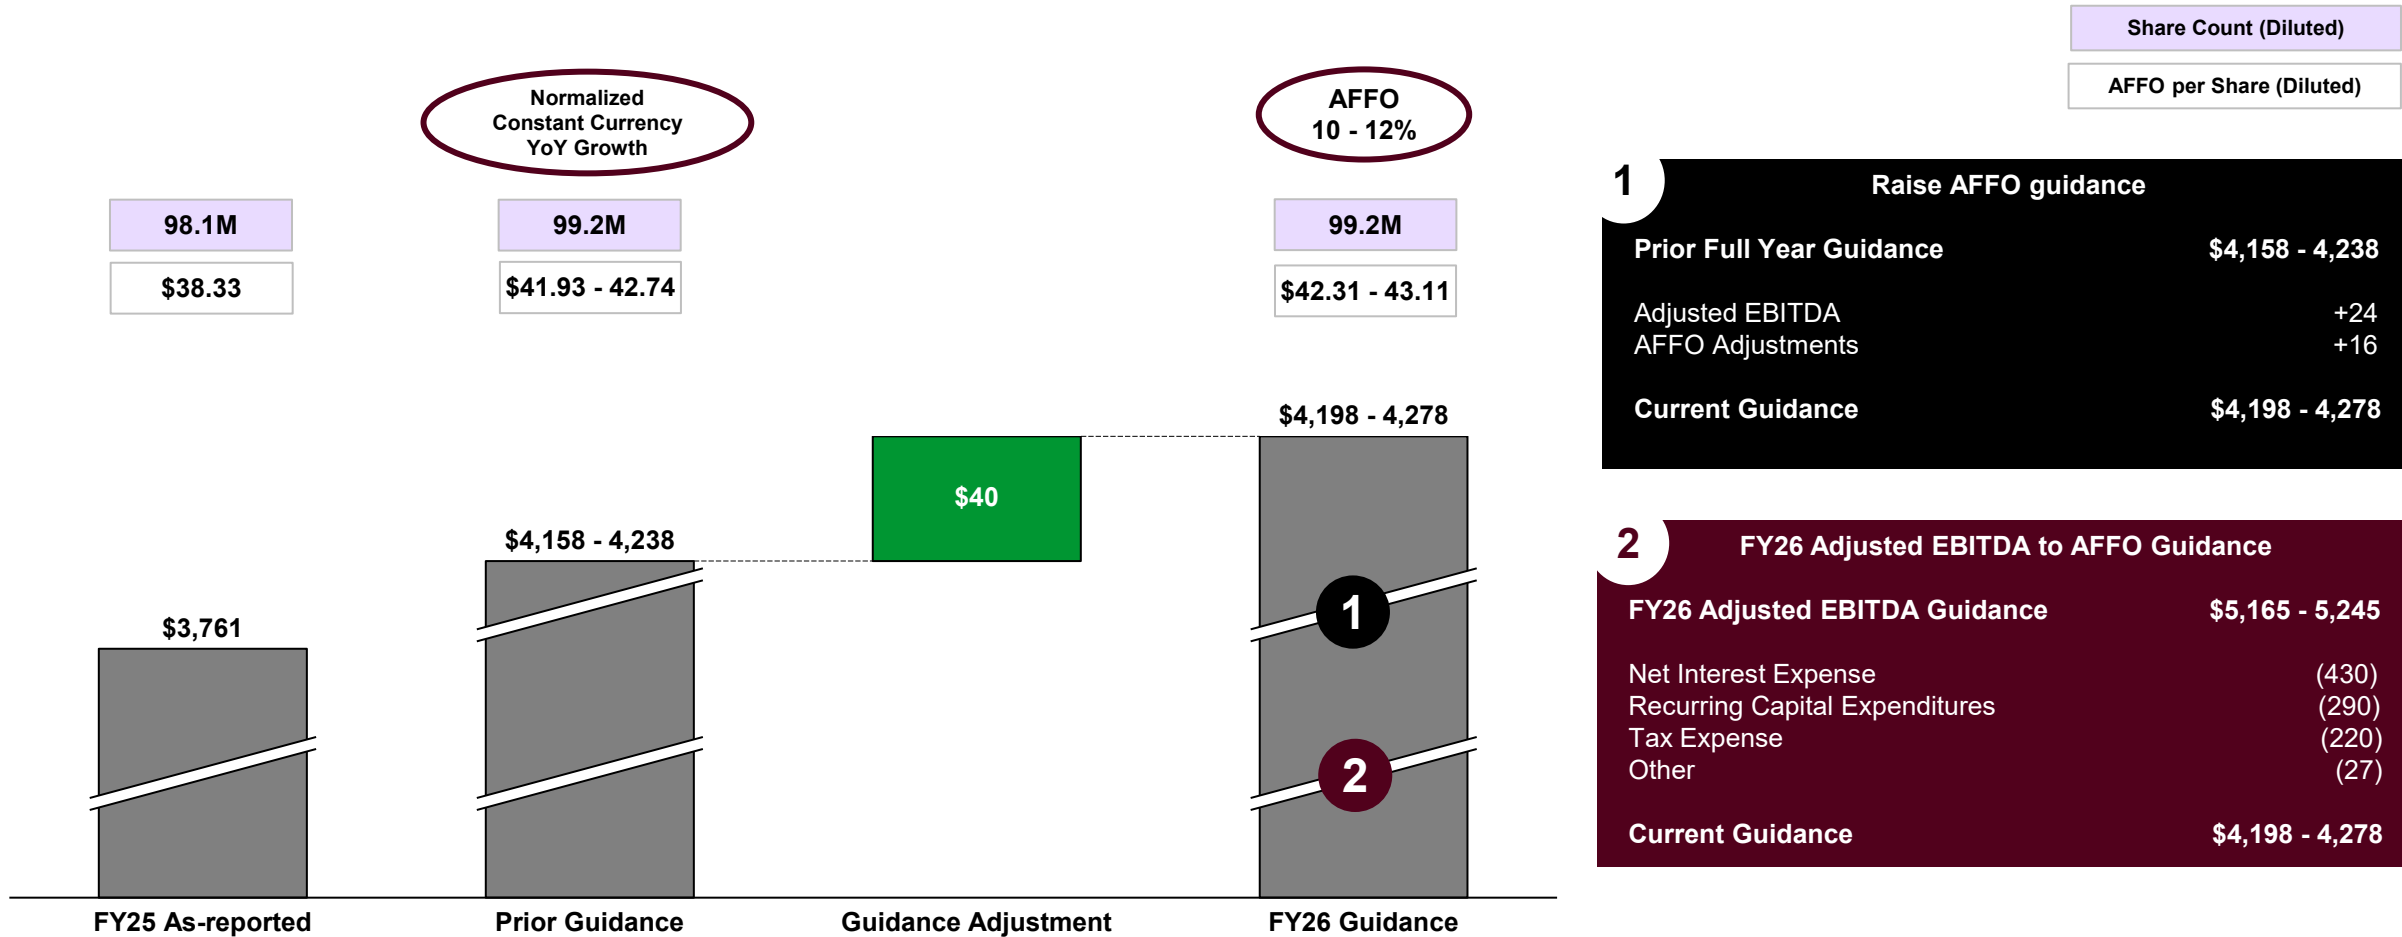 Share Count (Diluted)
AFFO per Share (Diluted)
Normalized
Constant Currency
YoY Growth
AFFO
10 - 12%
98.1M
99.2M
99.2M
$38.33
$41.93 - 42.74
$42.31 - 43.11
$3,761
$4,158 - 4,238
$40
$4,198 - 4,278
1
2
FY25 As-reported
Prior Guidance
Guidance Adjustment
FY26 Guidance
1
Raise AFFO guidance
Prior Full Year Guidance $4,158 - 4,238
Adjusted EBITDA +24
AFFO Adjustments +16
Current Guidance $4,198 - 4,278
2
FY26 Adjusted EBITDA to AFFO Guidance
FY26 Adjusted EBITDA Guidance $5,165 - 5,245
Net Interest Expense (430)
Recurring Capital Expenditures (290)
Tax Expense (220)
Other (27)
Current Guidance $4,198 - 4,278